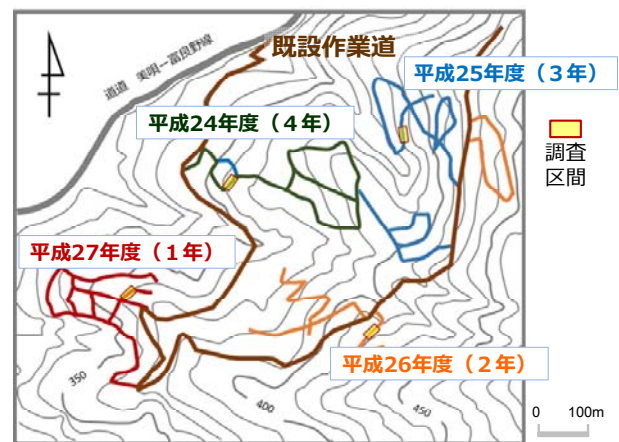 既設作業道
道道 美唄ー富良野線
平成25年度（３年）
平成24年度（４年）
調査
区間
平成27年度（１年）
平成26年度（２年）
350
400
450
0 100m